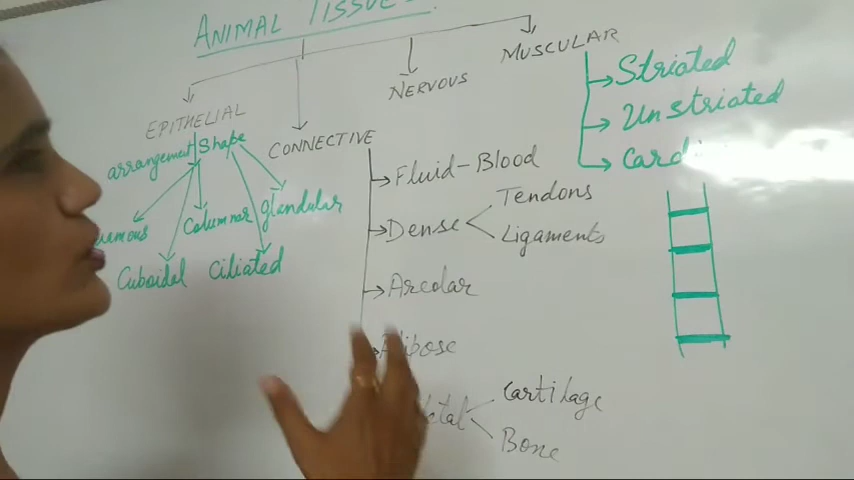 ANIMAL TISSUE
EPITHELIAL
arrangement Shape
Columnar glandular
Cuboidal Ciliated
CONNECTIVE
Fluid-Blood
Dense
Tendons
Ligaments
Areolar
Cartilage
Bone
NERVOUS
MUSCULAR
Striated
Unstriated